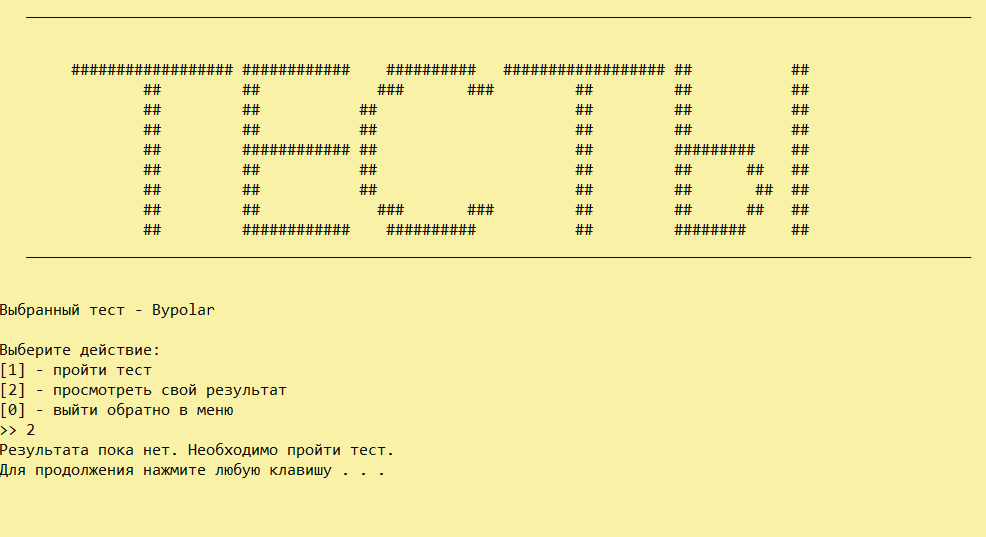 ТЕСТЫ
Выбранный тест - Bypolar
Выберите действие:
[1] - пройти тест
[2] - просмотреть свой результат
[0] - выйти обратно в меню
>> 2
Результата пока нет. Необходимо пройти тест.
Для продолжения нажмите любую клавишу . . .